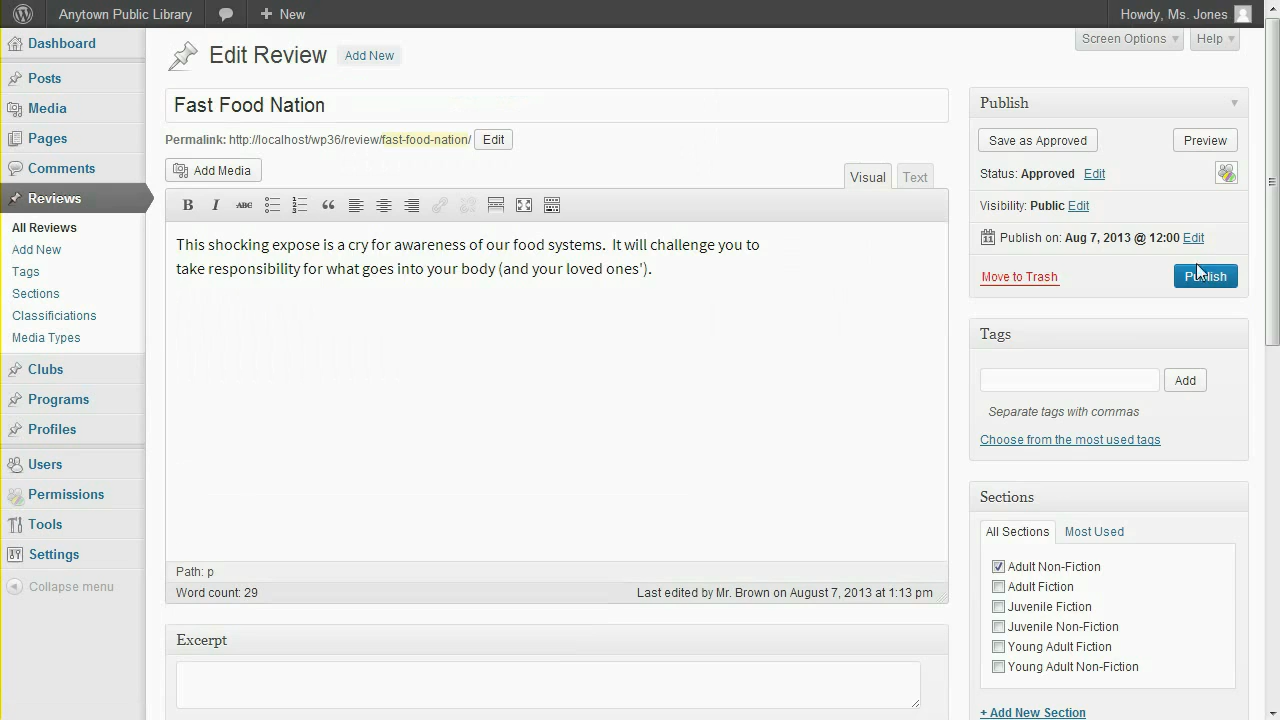 Anytown Public Library
New
Howdy, Ms. Jones
Dashboard
Posts
Media
Pages
Comments
Reviews
All Reviews
Add New
Tags
Sections
Classificiations
Media Types
Clubs
Programs
Profiles
Users
Permissions
Tools
Settings
Collapse menu
Screen Options
Help
Edit Review
Add New
Fast Food Nation
Permalink: http://localhost/wp36/review/fast-food-nation/ Edit
Add Media
Visual
Text
B I ABC
This shocking expose is a cry for awareness of our food systems. It will challenge you to
take responsibility for what goes into your body (and your loved ones').
Path: p
Word count: 29
Last edited by Mr. Brown on August 7, 2013 at 1:13 pm
Excerpt
Publish
Save as Approved
Preview
Status: Approved Edit
Visibility: Public Edit
Publish on: Aug 7, 2013 @ 12:00 Edit
Move to Trash
Publish
Tags
Add
Separate tags with commas
Choose from the most used tags
Sections
All Sections
Most Used
Adult Non-Fiction
Adult Fiction
Juvenile Fiction
Juvenile Non-Fiction
Young Adult Fiction
Young Adult Non-Fiction
+ Add New Section